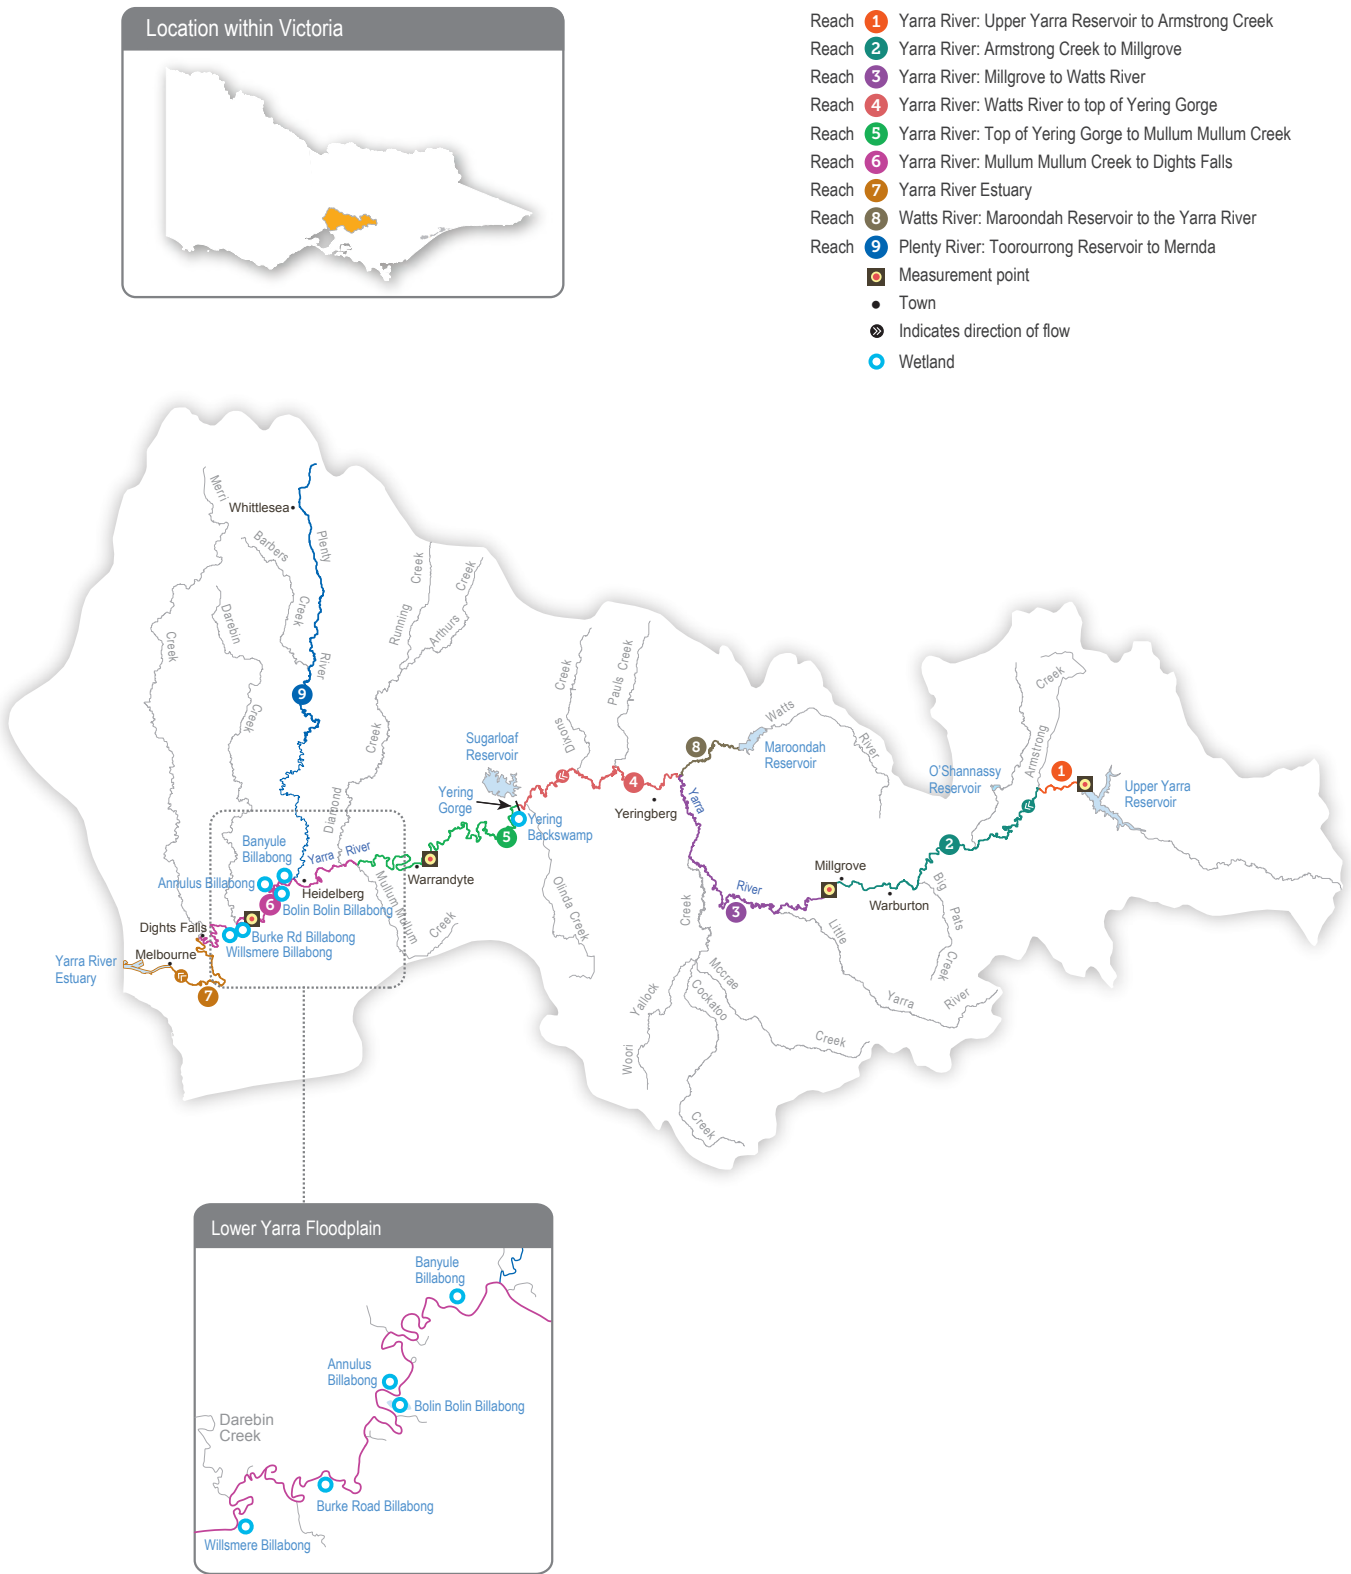 Location within Victoria
Reach 1 Yarra River: Upper Yarra Reservoir to Armstrong Creek
Reach 2 Yarra River: Armstrong Creek to Millgrove
Reach 3 Yarra River: Millgrove to Watts River
Reach 4 Yarra River: Watts River to top of Yering Gorge
Reach 5 Yarra River: Top of Yering Gorge to Mullum Mullum Creek
Reach 6 Yarra River: Mullum Mullum Creek to Dights Falls
Reach 7 Yarra River Estuary
Reach 8 Watts River: Maroondah Reservoir to the Yarra River
Reach 9 Plenty River: Toorourrong Reservoir to Mernda
Measurement point
Town
Indicates direction of flow
Wetland
Merri
Creek
Whittlesea
Barbers
Creek
Plenty
River
Darebin
Creek
Running
Creek
Arthurs
Creek
9
Diamond
Creek
Sugarloaf
Reservoir
Yering
Gorge
Dixons
Creek
Pauls Creek
4
Yeringberg
8
Watts
River
Maroondah
Reservoir
O'Shannassy
Reservoir
Armstrong
Creek
1
Upper Yarra
Reservoir
Yering
Backswamp
5
Banyule
Billabong
Yarra River
Annulus Billabong
Heidelberg
6
Bolin Bolin Billabong
Warrandyte
Mullum Mullum
Creek
Olinda Creek
Dights Falls
Burke Rd Billabong
Willsmere Billabong
Melbourne
Yarra River
Estuary
7
Yarra
River
3
Millgrove
Warburton
2
Big
Pats
Creek
Little
Yarra
River
Creek
Mccrae
Creek
Cockatoo
Creek
Woori
Yallock
Lower Yarra Floodplain
Banyule
Billabong
Annulus
Billabong
Bolin Bolin Billabong
Darebin
Creek
Burke Road Billabong
Willsmere Billabong